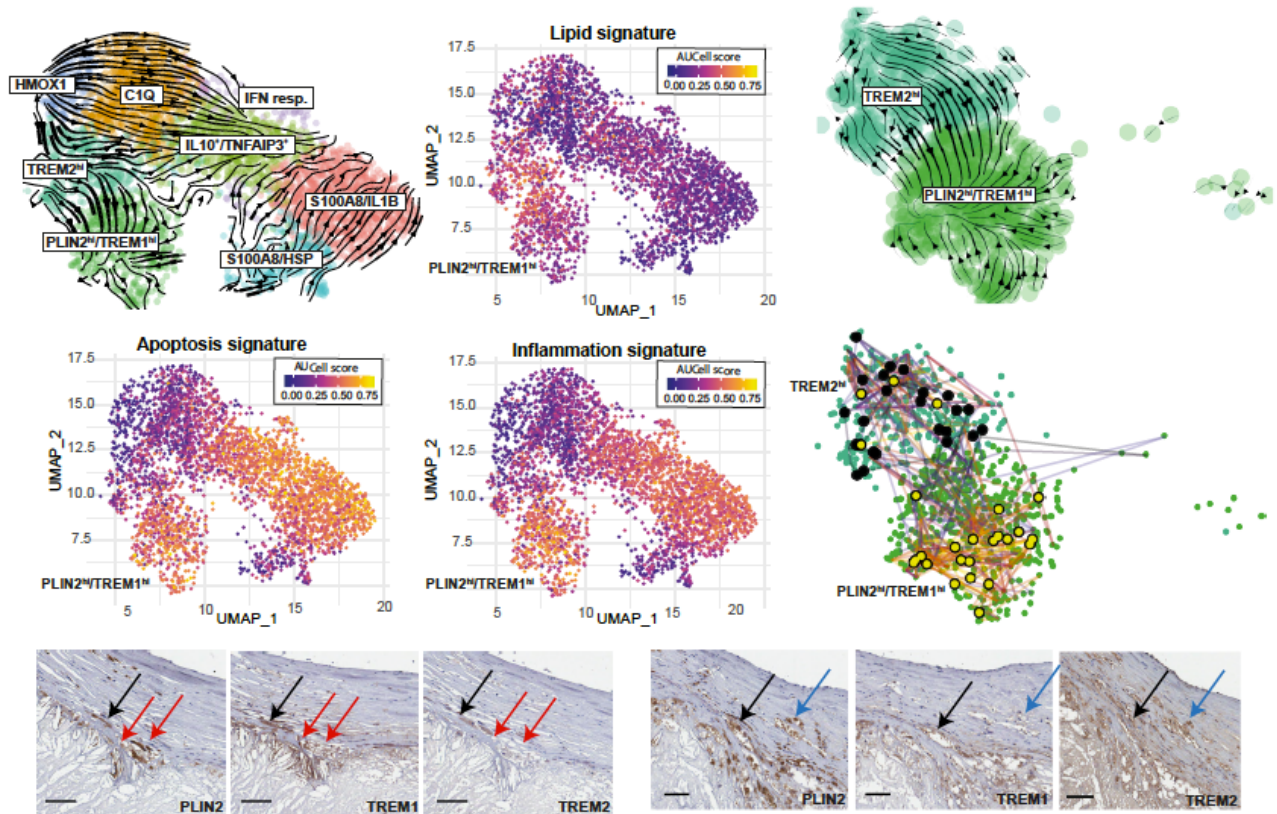 HMOX1
C1Q
IFN resp.
IL10⁺/TNFAIP3⁺
TREM2ʰⁱ
S100A8/IL1B
PLIN2ʰⁱ/TREM1ʰⁱ
S100A8/HSP
Lipid signature
AUCell score
0.00 0.25 0.50 0.75
17.5
15.0
12.5
10.0
7.5
UMAP_2
PLIN2ʰⁱ/TREM1ʰⁱ
5 10 15 20
UMAP_1
TREM2ʰⁱ
PLIN2ʰⁱ/TREM1ʰⁱ
Apoptosis signature
AUCell score
0.00 0.25 0.50 0.75
17.5
15.0
12.5
10.0
7.5
UMAP_2
PLIN2ʰⁱ/TREM1ʰⁱ
5 10 15 20
UMAP_1
Inflammation signature
AUCell score
0.00 0.25 0.50 0.75
17.5
15.0
12.5
10.0
7.5
UMAP_2
PLIN2ʰⁱ/TREM1ʰⁱ
5 10 15 20
UMAP_1
TREM2ʰⁱ
PLIN2ʰⁱ/TREM1ʰⁱ
PLIN2
TREM1
TREM2
PLIN2
TREM1
TREM2